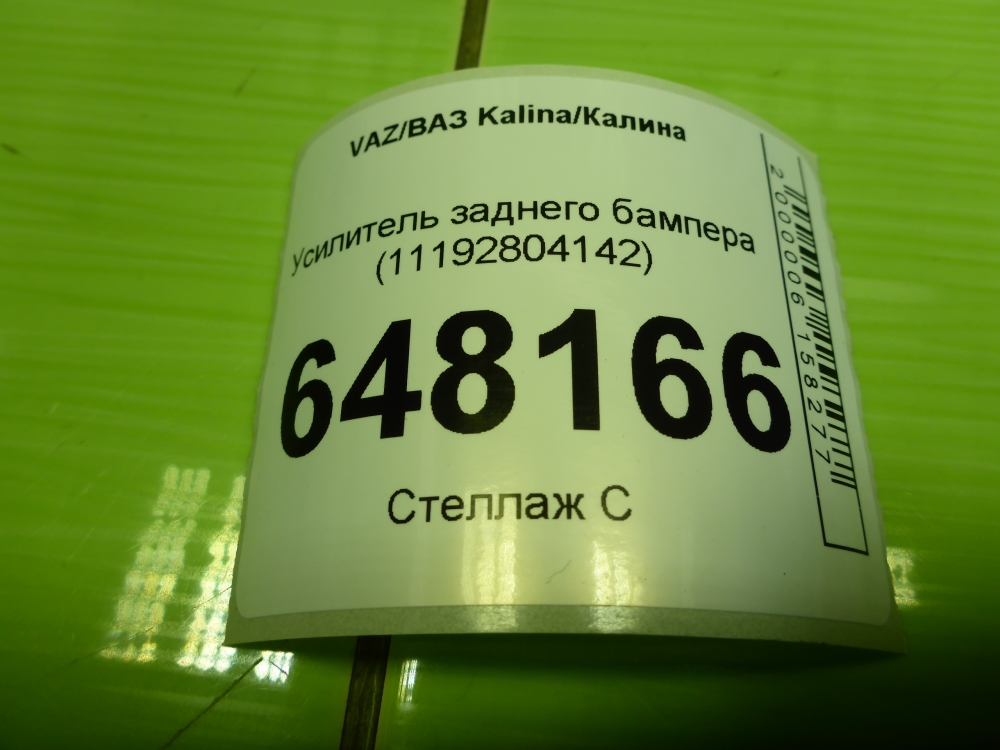 VAZ/ВАЗ Kalina/Калина
Усилитель заднего бампера
(11192804142)
648166
Стеллаж С
2000006158277